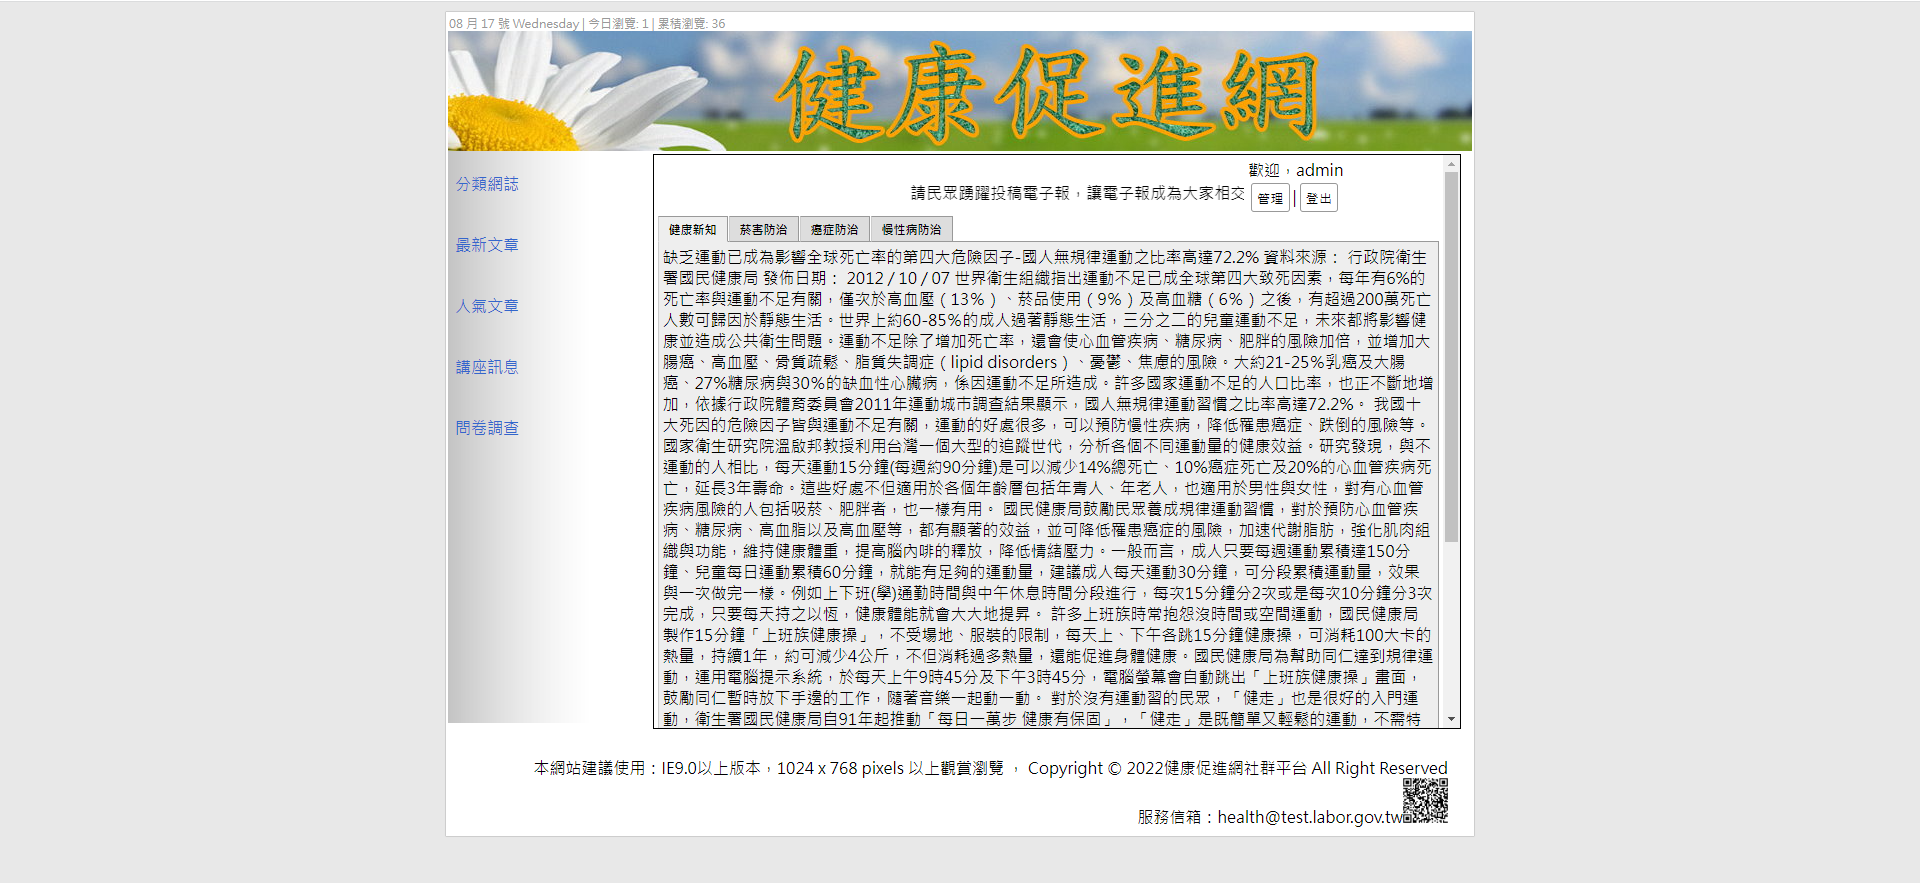 08 月 17 號 Wednesday | 今日瀏覽: 1 | 累積瀏覽: 36
健康促進網
分類網誌
最新文章
人氣文章
講座訊息
問卷調查
歡迎，admin
請民眾踴躍投稿電子報，讓電子報成為大家相交
管理 | 登出
健康新知 菸害防治 癌症防治 慢性病防治
缺乏運動已成為影響全球死亡率的第四大危險因子-國人無規律運動之比率高達72.2% 資料來源： 行政院衛生
署國民健康局 發佈日期： 2012 / 10 / 07 世界衛生組織指出運動不足已成全球第四大致死因素，每年有6%的
死亡率與運動不足有關，僅次於高血壓（13%）、菸品使用（9%）及高血糖（6%）之後，有超過200萬死亡
人數可歸因於靜態生活。世界上約60-85%的成人過著靜態生活，三分之二的兒童運動不足，未來都將影響健
康並造成公共衛生問題。運動不足除了增加死亡率，還會使心血管疾病、糖尿病、肥胖的風險加倍，並增加大
腸癌、高血壓、骨質疏鬆、脂質失調症（lipid disorders）、憂鬱、焦慮的風險。大約21-25%乳癌及大腸
癌、27%糖尿病與30%的缺血性心臟病，係因運動不足所造成。許多國家運動不足的人口比率，也正不斷地增
加，依據行政院體育委員會2011年運動城市調查結果顯示，國人無規律運動習慣之比率高達72.2%。 我國十
大死因的危險因子皆與運動不足有關，運動的好處很多，可以預防慢性疾病，降低罹患癌症、跌倒的風險等。
國家衛生研究院溫啟邦教授利用台灣一個大型的追蹤世代，分析各個不同運動量的健康效益。研究發現，與不
運動的人相比，每天運動15分鐘(每週約90分鐘)是可以減少14%總死亡、10%癌症死亡及20%的心血管疾病死
亡，延長3年壽命。這些好處不但適用於各個年齡層包括年青人、年老人，也適用於男性與女性，對有心血管
疾病風險的人包括吸菸、肥胖者，也一樣有用。 國民健康局鼓勵民眾養成規律運動習慣，對於預防心血管疾
病、糖尿病、高血脂以及高血壓等，都有顯著的效益，並可降低罹患癌症的風險，加速代謝脂肪，強化肌肉組
織與功能，維持健康體重，提高腦內啡的釋放，降低情緒壓力。一般而言，成人只要每週運動累積達150分
鐘、兒童每日運動累積60分鐘，就能有足夠的運動量，建議成人每天運動30分鐘，可分段累積運動量，效果
與一次做完一樣。例如上下班(學)通勤時間與中午休息時間分段進行，每次15分鐘分2次或是每次10分鐘分3次
完成，只要每天持之以恆，健康體能就會大大地提昇。 許多上班族時常抱怨沒時間或空間運動，國民健康局
製作15分鐘「上班族健康操」，不受場地、服裝的限制，每天上、下午各跳15分鐘健康操，可消耗100大卡的
熱量，持續1年，約可減少4公斤，不但消耗過多熱量，還能促進身體健康。國民健康局為幫助同仁達到規律運
動，運用電腦提示系統，於每天上午9時45分及下午3時45分，電腦螢幕會自動跳出「上班族健康操」畫面，
鼓勵同仁暫時放下手邊的工作，隨著音樂一起動一動。 對於沒有運動習的民眾，「健走」也是很好的入門運
動，衛生署國民健康局自91年起推動「每日一萬步 健康有保固」，「健走」是既簡單又輕鬆的運動，不需特
本網站建議使用：IE9.0以上版本，1024 x 768 pixels 以上觀賞瀏覽 ， Copyright © 2022健康促進網社群平台 All Right Reserved
服務信箱：health@test.labor.gov.tw